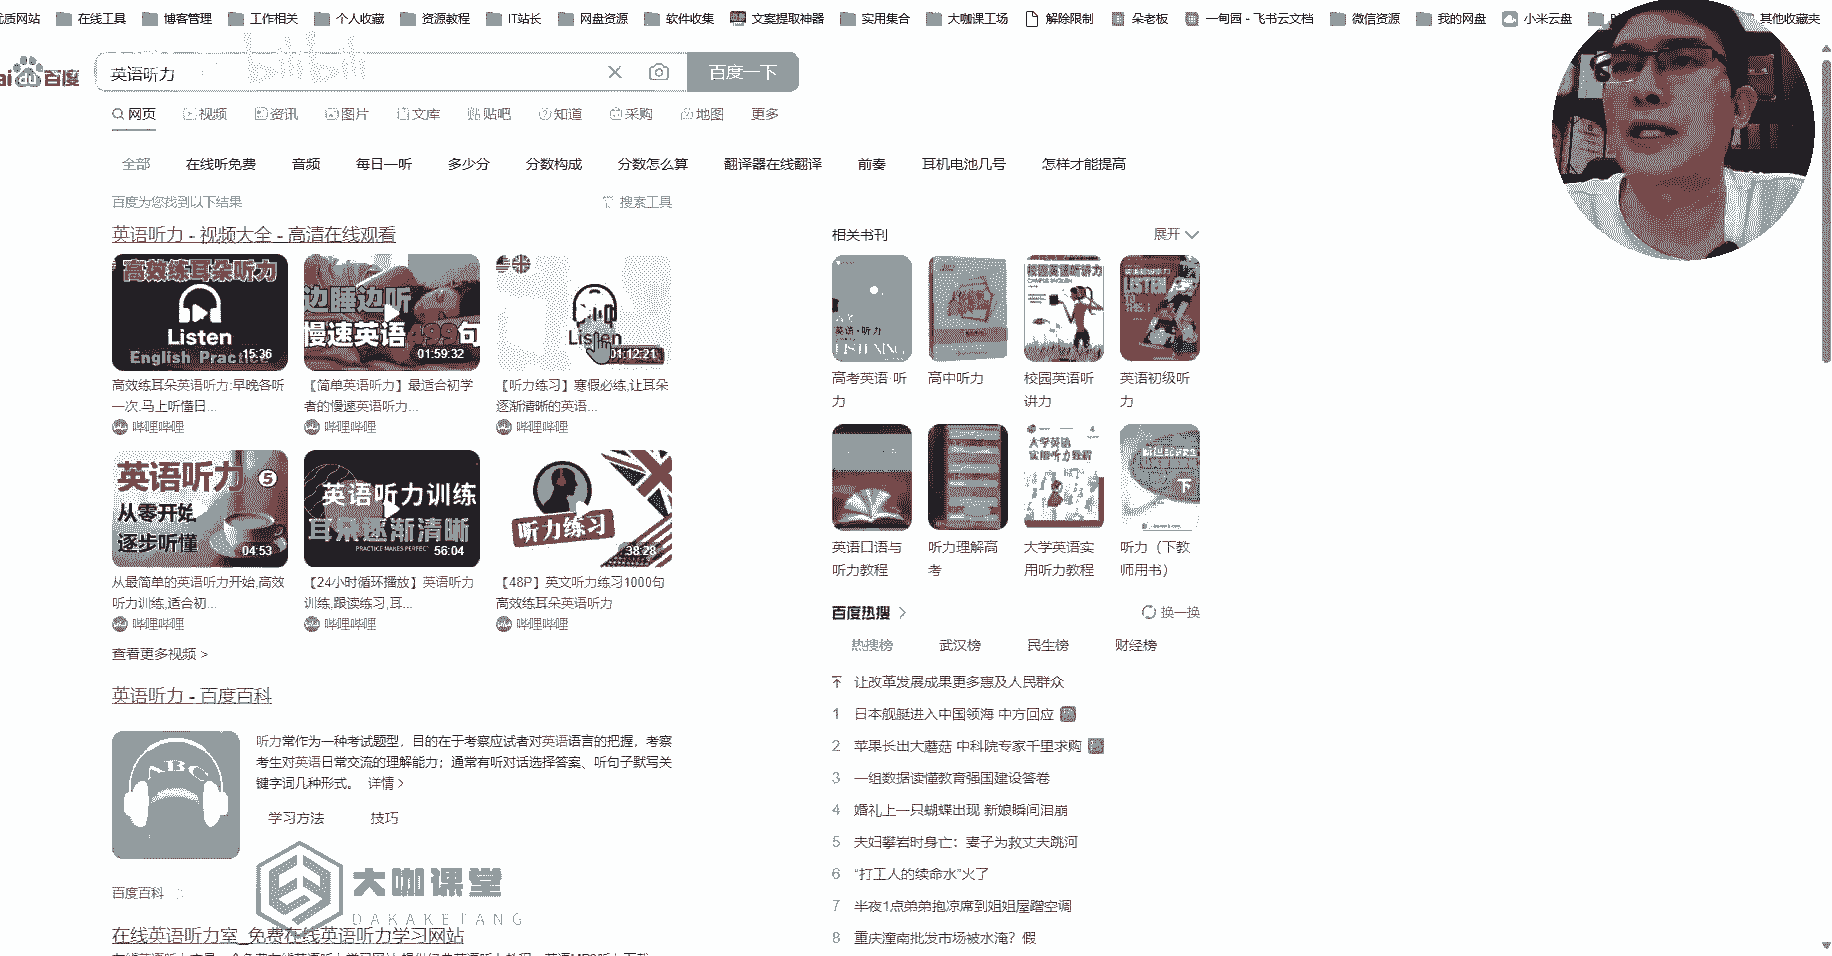 优质网站 在线工具 博客管理 工作相关 个人收藏 资源教程 IT站长 网盘资源 软件收集 文案提取神器 实用集合 大咖课工场 解除限制 朵老板 一甸园 - 飞书云文档 微信资源 我的网盘 小米云盘 其他收藏夹
bilibili
Bai du 百度 英语听力 百度一下
网页 视频 资讯 图片 文库 贴吧 知道 采购 地图 更多
全部 在线听免费 音频 每日一听 多少分 分数构成 分数怎么算 翻译器在线翻译 前奏 耳机电池几号 怎样才能提高
百度为您找到以下结果 搜索工具
英语听力 - 视频大全 - 高清在线观看
高效练耳朵听力
Listen
English Practice
15:36
边睡边听
慢速英语499句
01:59:32
Listen
01:12:21
高效练耳朵英语听力:早晚各听一次.马上听懂日...
哔哩哔哩
【简单英语听力】最适合初学者的慢速英语听力...
哔哩哔哩
【听力练习】寒假必练,让耳朵逐渐清晰的英语...
哔哩哔哩
英语听力 5
从零开始
逐步听懂
04:53
英语听力训练
耳朵逐渐清晰
PRACTICE MAKES PERFECT
56:04
听力练习
38:28
从最简单的英语听力开始,高效听力训练,适合初...
哔哩哔哩
【24小时循环播放】英语听力训练,跟读练习,耳...
哔哩哔哩
【48P】英文听力练习1000句高效练耳朵英语听力
哔哩哔哩
查看更多视频 >
英语听力 - 百度百科
ABC
听力常作为一种考试题型，目的在于考察应试者对英语语言的把握，考察
考生对英语日常交流的理解能力；通常有听对话选择答案、听句子默写关
键字词几种形式。 详情 >
学习方法 技巧
百度百科
大咖课堂
DAKAKETANG
在线英语听力室_免费在线英语听力学习网站
相关书刊 展开
英语·听力
LISTENING
校园英语听讲力
LISTEN
高考英语·听力
高中听力
校园英语听讲力
英语初级听力
大学英语
实用听力教程
下
英语口语与听力教程
听力理解高考
大学英语实用听力教程
听力（下教师用书）
百度热搜 > 换一换
热搜榜 武汉榜 民生榜 财经榜
让改革发展成果更多惠及人民群众
1 日本舰艇进入中国领海 中方回应
2 苹果长出大蘑菇 中科院专家千里求购
3 一组数据读懂教育强国建设答卷
4 婚礼上一只蝴蝶出现 新娘瞬间泪崩
5 夫妇攀岩时身亡：妻子为救丈夫跳河
6 “打工人的续命水”火了
7 半夜1点弟弟抱凉席到姐姐屋蹭空调
8 重庆潼南批发市场被水淹？假